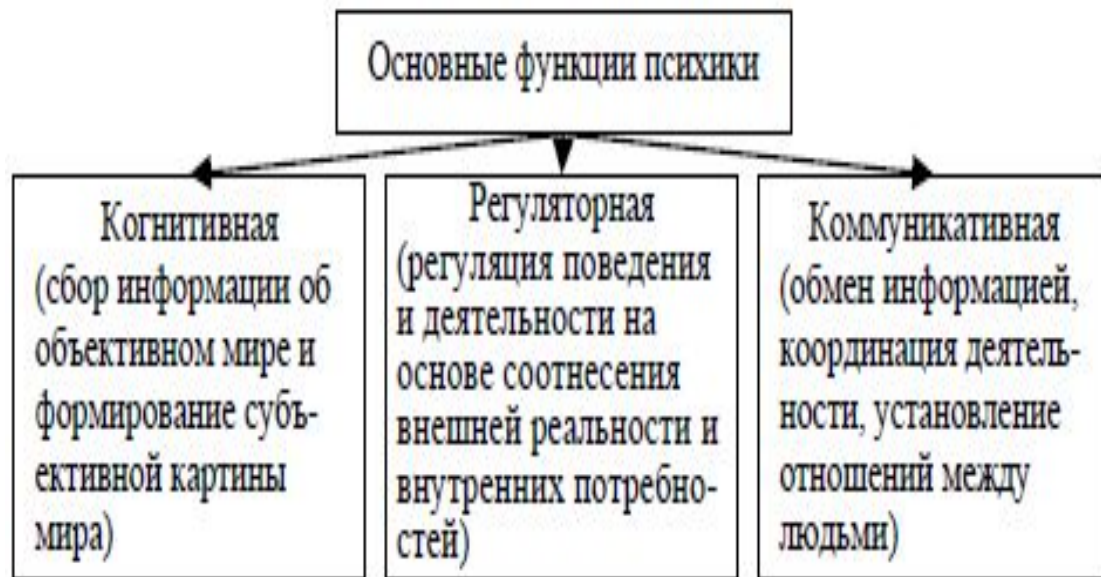 Основные функции психики
Когнитивная
(сбор информации об
объективном мире и
формирование субъ-
ективной картины
мира)
Регуляторная
(регуляция поведения
и деятельности на
основе соотнесения
внешней реальности и
внутренних потребно-
стей)
Коммуникативная
(обмен информацией,
координация деятель-
ности, установление
отношений между
людьми)